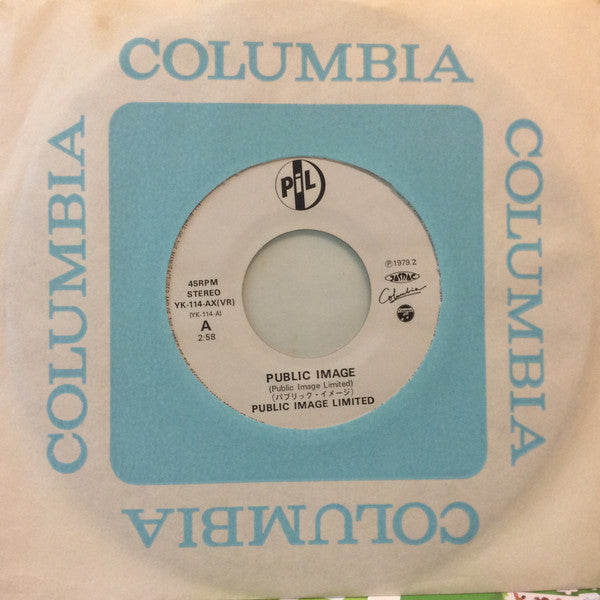 COLUMBIA
COLUMBIA
COLUMBIA
PiL
℗1979.2
JASRAC
Columbia
45RPM
STEREO
YK-114-AX(VR)
(YK-114-A)
A
2:58
PUBLIC IMAGE
(Public Image Limited)
(パブリック・イメージ)
PUBLIC IMAGE LIMITED
COLUMBIA